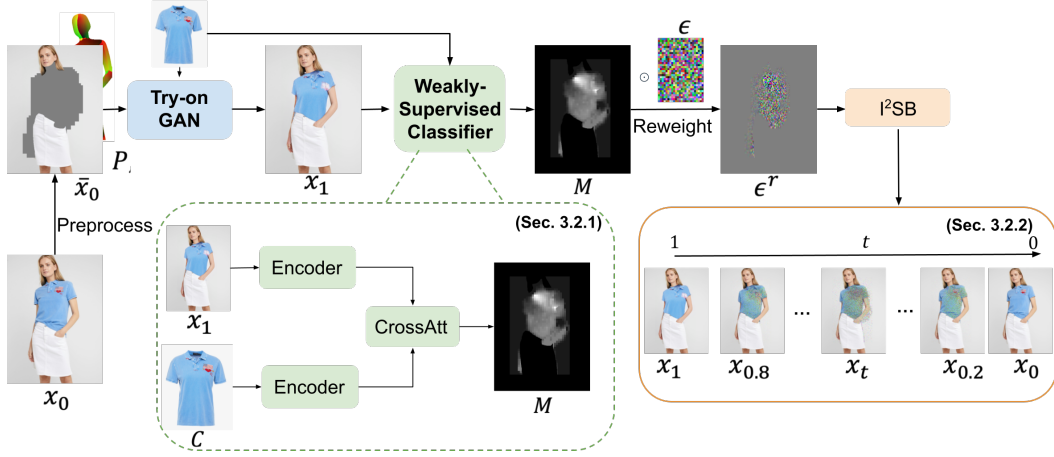 Try-on
GAN
Weakly-
Supervised
Classifier
⊙
ϵ
I²SB
Reweight
P
x̄₀
x₁
M
ϵʳ
Preprocess
(Sec. 3.2.1)
(Sec. 3.2.2)
1
t
0
Encoder
x₁
CrossAtt
...
...
x₁
x₀.₈
xₜ
x₀.₂
x₀
Encoder
M
x₀
C